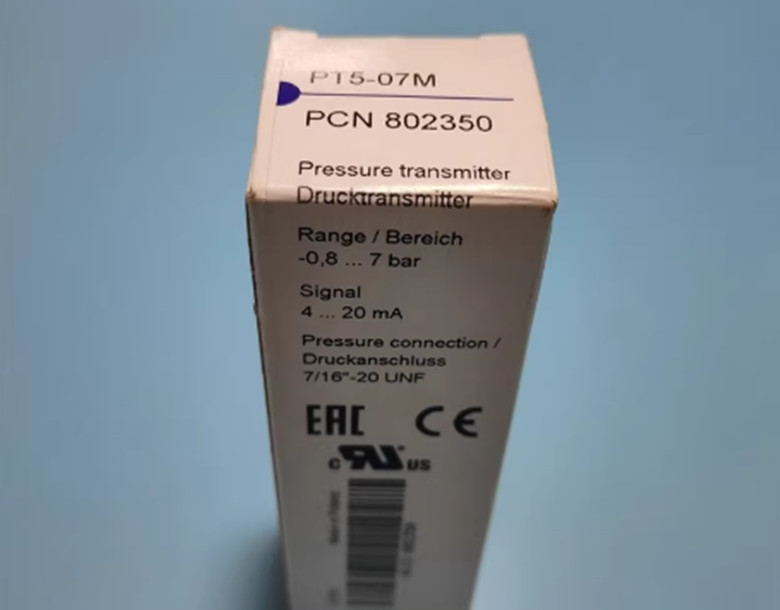 PT5-07M
PCN 802350
Pressure transmitter
Drucktransmitter
Range / Bereich
-0,8 ... 7 bar
Signal
4 ... 20 mA
Pressure connection /
Druckanschluss
7/16"-20 UNF
EAC CE
C RU US